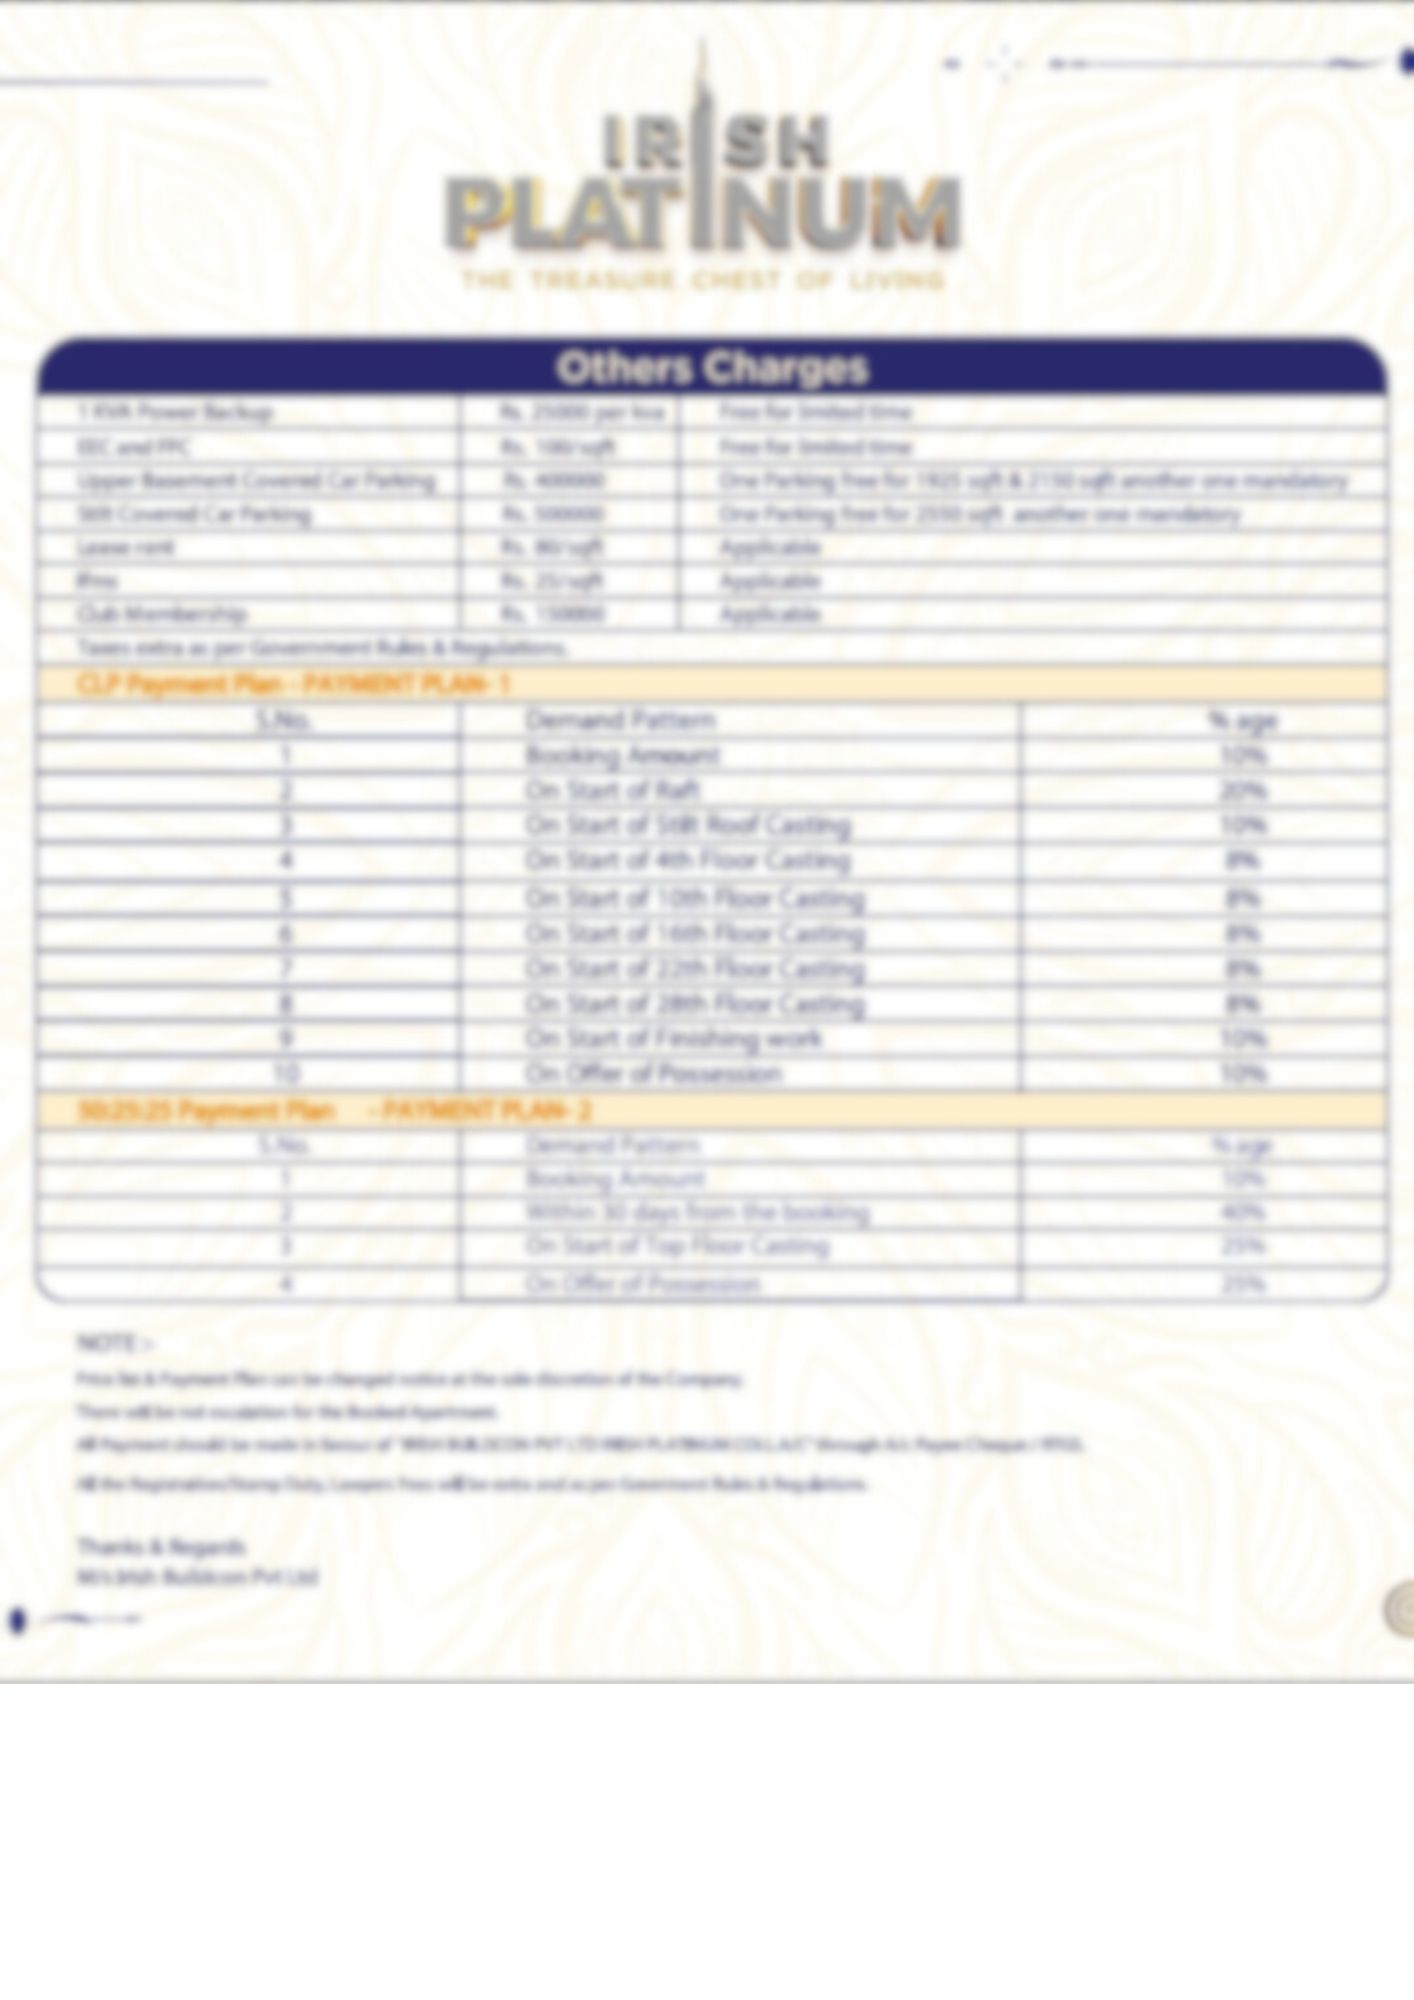 IRISH
PLATINUM
THE TREASURE CHEST OF LIVING
Others Charges
1 KVA Power Backup Rs. 25000 per kva Free for limited time
EEC and FFC Rs. 100/sqft Free for limited time
Upper Basement Covered Car Parking Rs. 400000 One Parking free for 1925 sqft & 2150 sqft another one mandatory
Stilt Covered Car Parking Rs. 500000 One Parking free for 2550 sqft another one mandatory
Lease rent Rs. 80/sqft Applicable
Ifms Rs. 25/sqft Applicable
Club Membership Rs. 150000 Applicable
Taxes extra as per Government Rules & Regulations.
CLP Payment Plan - PAYMENT PLAN- 1
S.No. Demand Pattern % age
1 Booking Amount 10%
2 On Start of Raft 20%
3 On Start of Stilt Roof Casting 10%
4 On Start of 4th Floor Casting 8%
5 On Start of 10th Floor Casting 8%
6 On Start of 16th Floor Casting 8%
7 On Start of 22th Floor Casting 8%
8 On Start of 28th Floor Casting 8%
9 On Start of Finishing work 10%
10 On Offer of Possession 10%
50:25:25 Payment Plan - PAYMENT PLAN- 2
S.No. Demand Pattern % age
1 Booking Amount 10%
2 Within 30 days from the booking 40%
3 On Start of Top Floor Casting 25%
4 On Offer of Possession 25%
NOTE :-
Price list & Payment Plan can be changed notice at the sole discretion of the Company.
There will be not escalation for the Booked Apartment.
All Payment should be made in favour of "IRISH BUILDCON PVT LTD IRISH PLATINUM COLL A/C" through A/c Payee Cheque / RTGS.
All the Registration/Stamp Duty, Lawyers Fees will be extra and as per Goverment Rules & Regulations.
Thanks & Regards
M/s Irish Buildcon Pvt Ltd